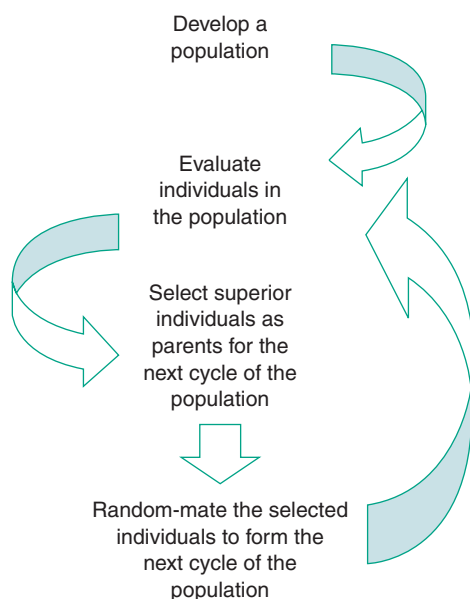 Develop a
population
Evaluate
individuals in
the population
Select superior
individuals as
parents for the
next cycle of the
population
Random-mate the selected
individuals to form the
next cycle of the
population